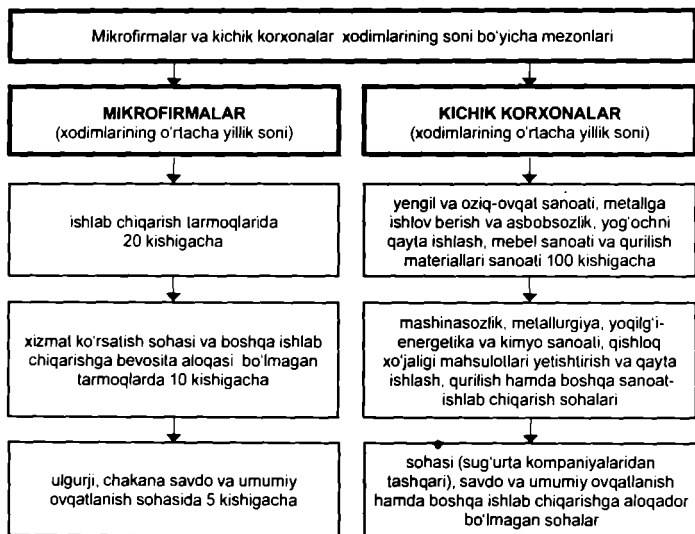 Mikrofirmalar va kichik korxonalar xodimlarining soni bo'yicha mezonlari
MIKROFIRMALAR
(xodimlarining o'rtacha yillik soni)
ishlab chiqarish tarmoqlarida
20 kishigacha
xizmat ko'rsatish sohasi va boshqa ishlab
chiqarishga bevosita aloqasi bo'lmagan
tarmoqlarda 10 kishigacha
ulgurji, chakana savdo va umumiy
ovqatlanish sohasida 5 kishigacha
KICHIK KORXONALAR
(xodimlarining o'rtacha yillik soni)
yengil va oziq-ovqat sanoati, metallga
ishlov berish va asbobsozlik, yog'ochni
qayta ishlash, mebel sanoati va qurilish
materiallari sanoati 100 kishigacha
mashinasozlik, metallurgiya, yoqilg'i-
energetika va kimyo sanoati, qishloq
xo'jaligi mahsulotlari yetishtirish va qayta
ishlash, qurilish hamda boshqa sanoat-
ishlab chiqarish sohalari
sohasi (sug'urta kompaniyalaridan
tashqari), savdo va umumiy ovqatlanish
hamda boshqa ishlab chiqarishga aloqador
bo'lmagan sohalar